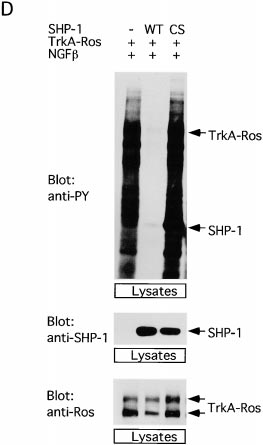 D
SHP-1 - WT CS
TrkA-Ros + + +
NGFβ + + +
TrkA-Ros
Blot:
anti-PY
SHP-1
Lysates
Blot:
anti-SHP-1
SHP-1
Lysates
Blot:
anti-Ros
TrkA-Ros
Lysates